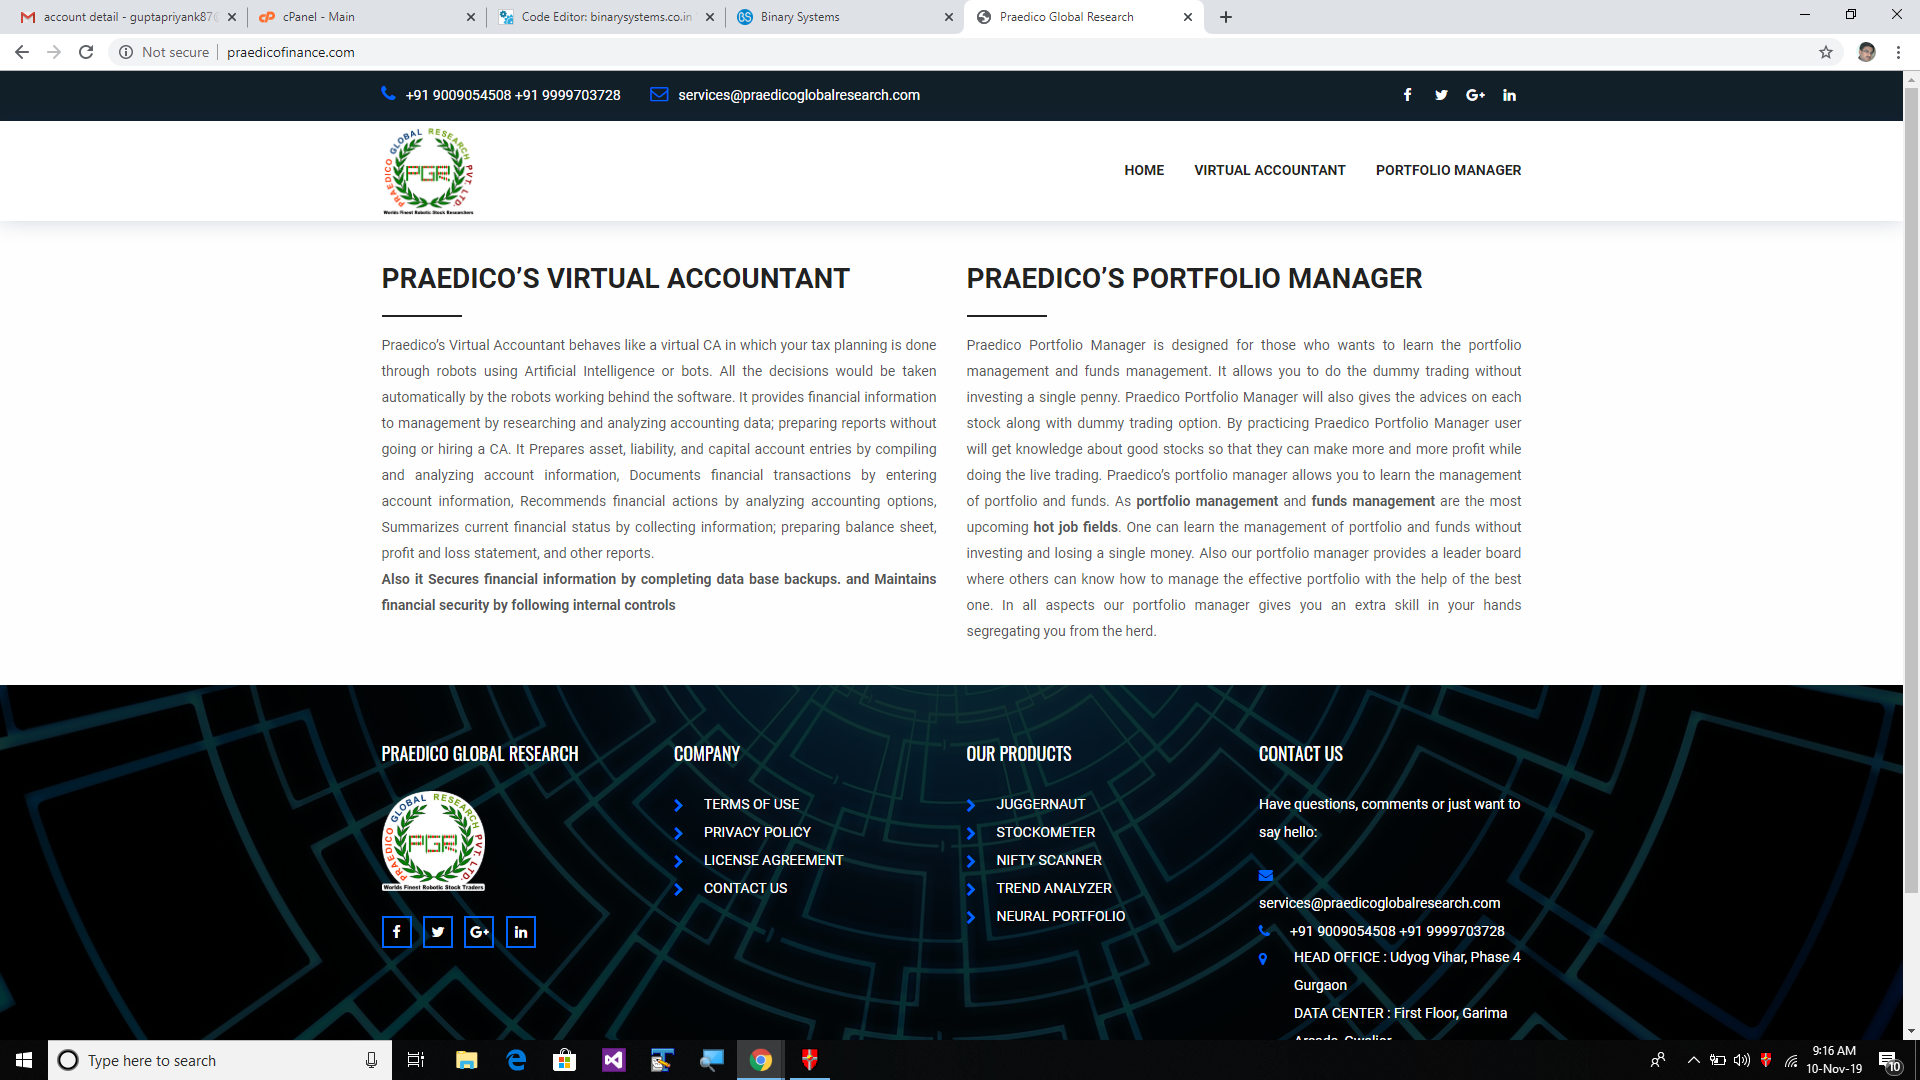 account detail - guptapriyank87@
cPanel - Main
Code Editor: binarysystems.co.in
Binary Systems
Praedico Global Research
Not secure
praedicofinance.com
+91 9009054508 +91 9999703728
services@praedicoglobalresearch.com
PRAEDICO GLOBAL RESEARCH PVT. LTD.
PGR
Worlds Finest Robotic Stock Researchers
HOME
VIRTUAL ACCOUNTANT
PORTFOLIO MANAGER
PRAEDICO’S VIRTUAL ACCOUNTANT
Praedico’s Virtual Accountant behaves like a virtual CA in which your tax planning is done
through robots using Artificial Intelligence or bots. All the decisions would be taken
automatically by the robots working behind the software. It provides financial information
to management by researching and analyzing accounting data; preparing reports without
going or hiring a CA. It Prepares asset, liability, and capital account entries by compiling
and analyzing account information, Documents financial transactions by entering
account information, Recommends financial actions by analyzing accounting options,
Summarizes current financial status by collecting information; preparing balance sheet,
profit and loss statement, and other reports.
Also it Secures financial information by completing data base backups. and Maintains
financial security by following internal controls
PRAEDICO’S PORTFOLIO MANAGER
Praedico Portfolio Manager is designed for those who wants to learn the portfolio
management and funds management. It allows you to do the dummy trading without
investing a single penny. Praedico Portfolio Manager will also gives the advices on each
stock along with dummy trading option. By practicing Praedico Portfolio Manager user
will get knowledge about good stocks so that they can make more and more profit while
doing the live trading. Praedico’s portfolio manager allows you to learn the management
of portfolio and funds. As portfolio management and funds management are the most
upcoming hot job fields. One can learn the management of portfolio and funds without
investing and losing a single money. Also our portfolio manager provides a leader board
where others can know how to manage the effective portfolio with the help of the best
one. In all aspects our portfolio manager gives you an extra skill in your hands
segregating you from the herd.
PRAEDICO GLOBAL RESEARCH
PRAEDICO GLOBAL RESEARCH PVT. LTD.
PGR
Worlds Finest Robotic Stock Traders
COMPANY
TERMS OF USE
PRIVACY POLICY
LICENSE AGREEMENT
CONTACT US
OUR PRODUCTS
JUGGERNAUT
STOCKOMETER
NIFTY SCANNER
TREND ANALYZER
NEURAL PORTFOLIO
CONTACT US
Have questions, comments or just want to
say hello:
services@praedicoglobalresearch.com
+91 9009054508 +91 9999703728
HEAD OFFICE : Udyog Vihar, Phase 4
Gurgaon
DATA CENTER : First Floor, Garima
Arcade, Gwalior
Type here to search
9:16 AM
10-Nov-19
10